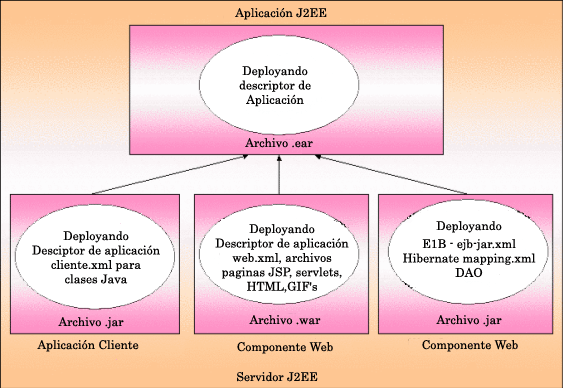 Aplicación J2EE
Deployando
descriptor de
Aplicación
Archivo .ear
Deployando
Desciptor de aplicación
cliente.xml para
clases Java
Archivo .jar
Aplicación Cliente
Deployando
Descriptor de aplicación
web.xml, archivos
paginas JSP, servlets,
HTML,GIF's
Archivo .war
Componente Web
Deployando
E1B - ejb-jar.xml
Hibernate mapping.xml
DAO
Archivo .jar
Componente Web
Servidor J2EE